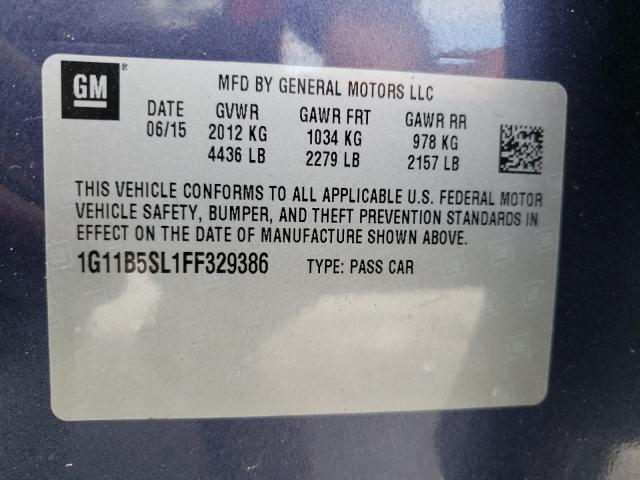 GM ®
MFD BY GENERAL MOTORS LLC
DATE GVWR GAWR FRT GAWR RR
06/15 2012 KG 1034 KG 978 KG
4436 LB 2279 LB 2157 LB
THIS VEHICLE CONFORMS TO ALL APPLICABLE U.S. FEDERAL MOTOR
VEHICLE SAFETY, BUMPER, AND THEFT PREVENTION STANDARDS IN
EFFECT ON THE DATE OF MANUFACTURE SHOWN ABOVE.
1G11B5SL1FF329386 TYPE: PASS CAR